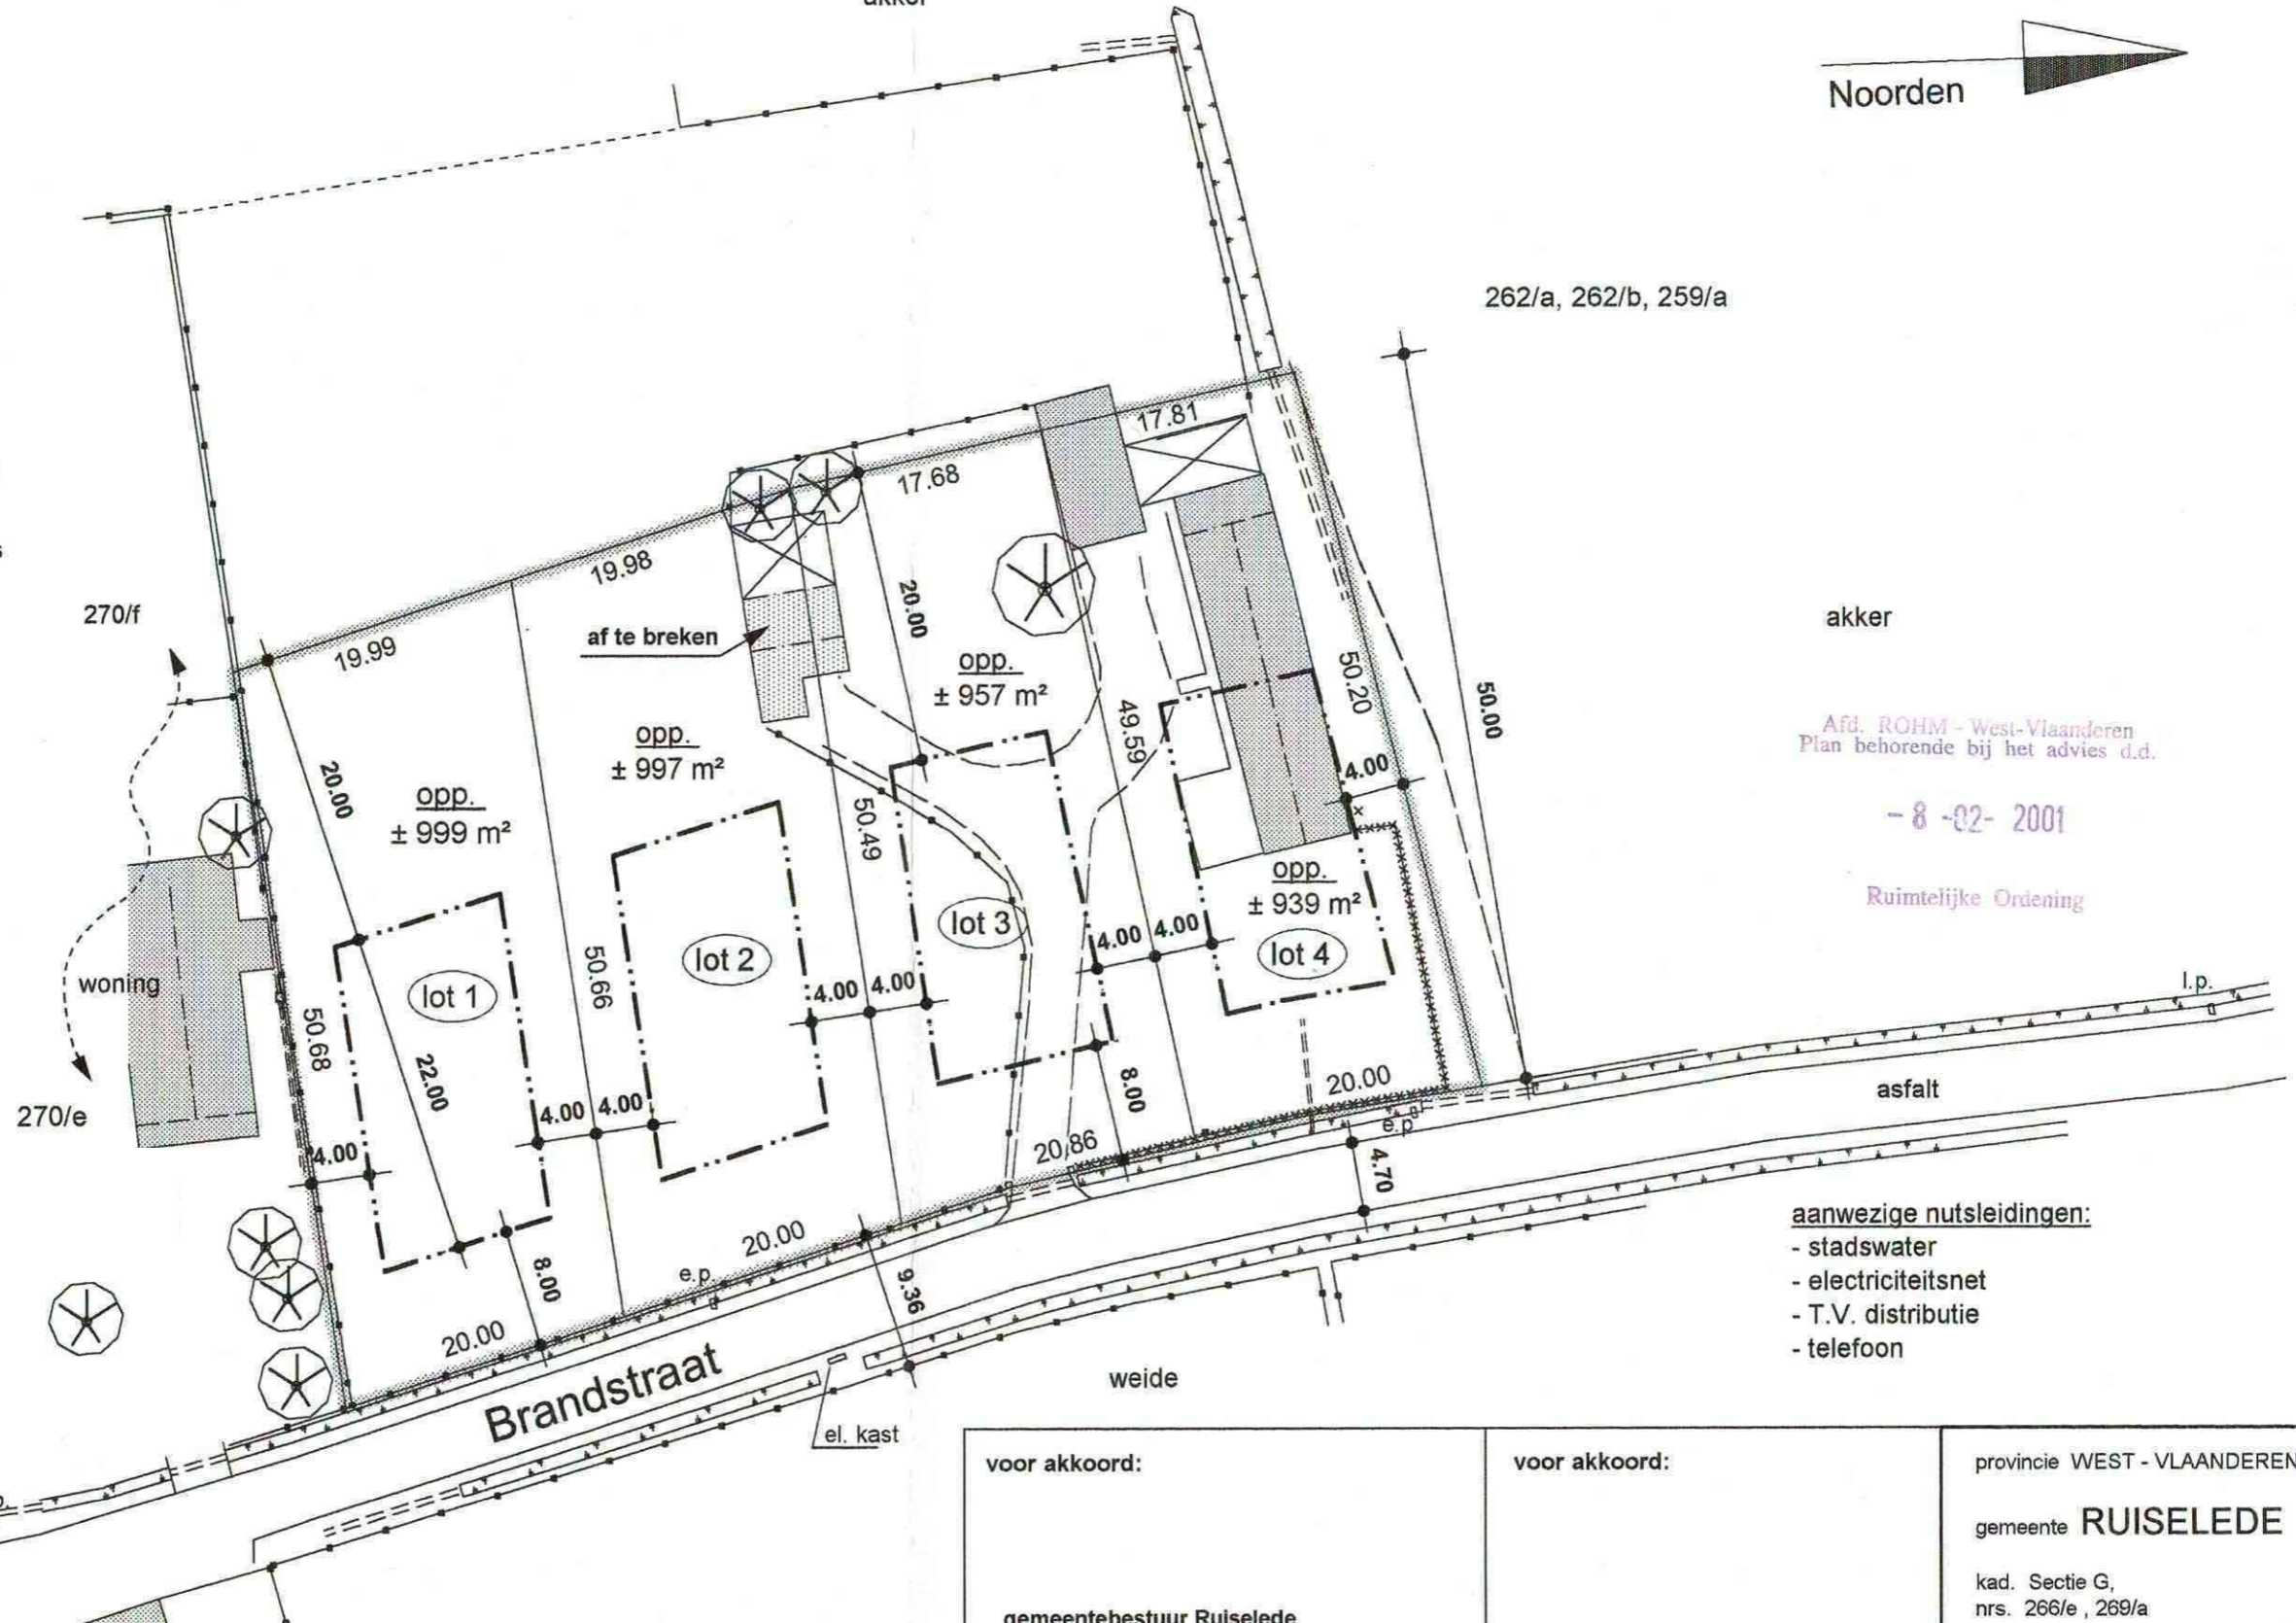 akker
Noorden
262/a, 262/b, 259/a
17.81
17.68
19.98
19.99
270/f
af te breken
20.00
opp.
± 957 m²
49.59
50.20
50.00
akker
Afd. ROHM - West-Vlaanderen
Plan behorende bij het advies d.d.
- 8 -02- 2001
Ruimtelijke Ordening
opp.
± 997 m²
20.00
opp.
± 999 m²
50.49
4.00
opp.
± 939 m²
lot 4
lot 3
4.00 4.00
lot 2
lot 1
woning
50.68
50.66
4.00 4.00
22.00
270/e
4.00 4.00
4.00
8.00
20.00
e.p
20.86
4.70
l.p.
asfalt
8.00
20.00
e.p.
20.00
9.36
Brandstraat
el. kast
weide
aanwezige nutsleidingen:
- stadswater
- electriciteitsnet
- T.V. distributie
- telefoon
voor akkoord:
gemeentebestuur Ruiselede
voor akkoord:
provincie WEST - VLAANDEREN
gemeente RUISELEDE
kad. Sectie G,
nrs. 266/e , 269/a